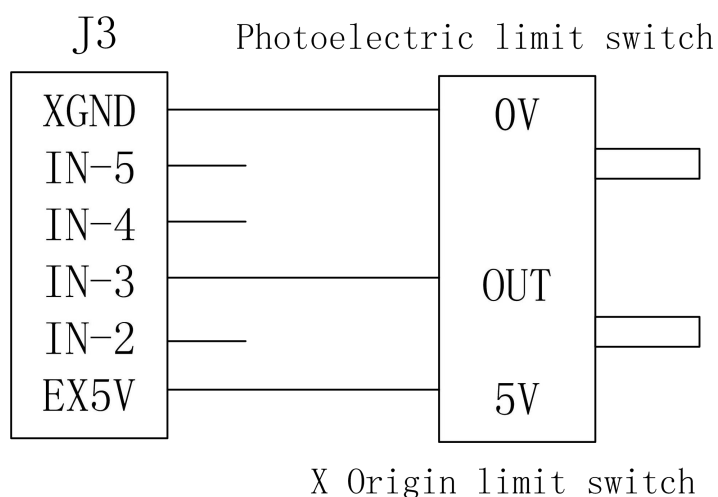 J3
Photoelectric limit switch
XGND
IN-5
IN-4
IN-3
IN-2
EX5V
0V
OUT
5V
X Origin limit switch